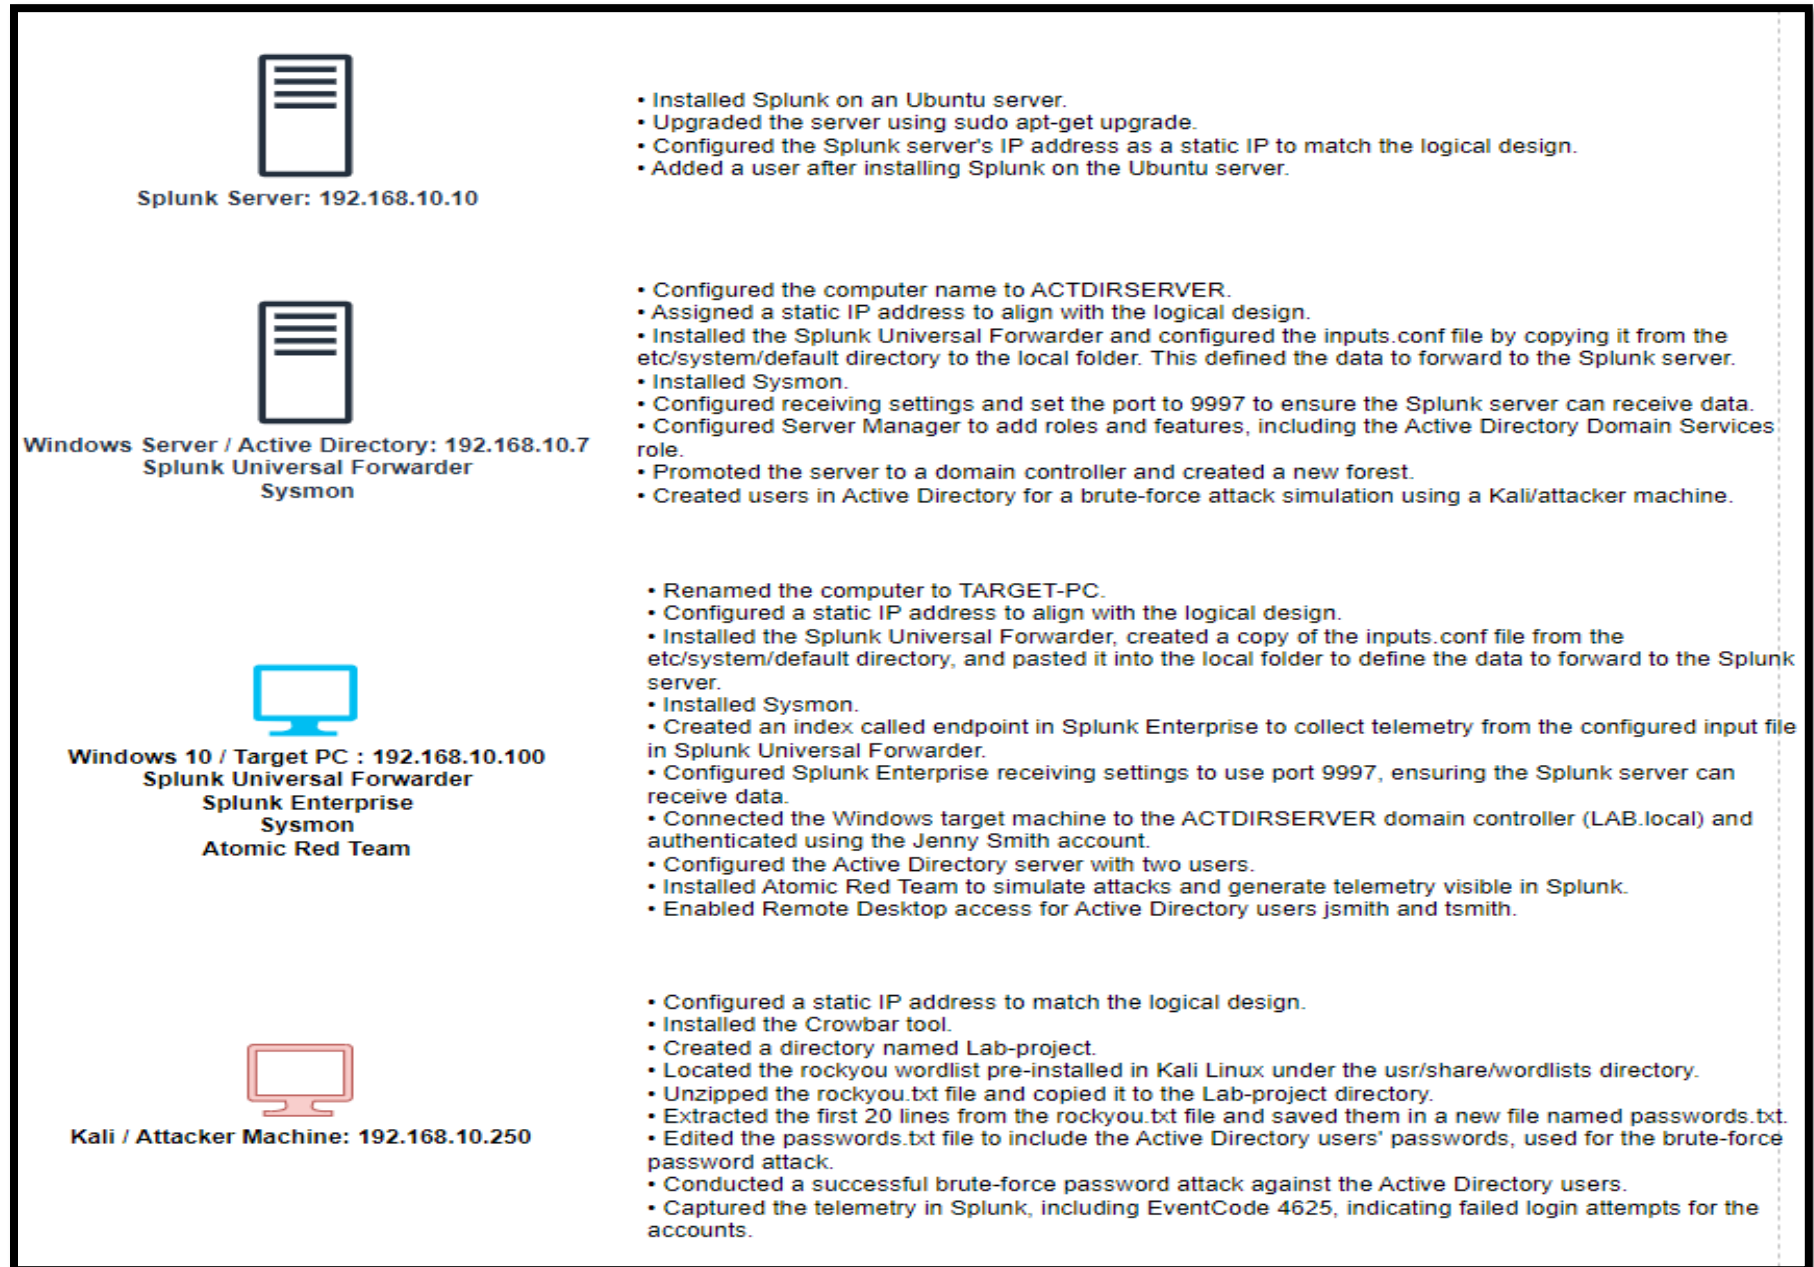 • Installed Splunk on an Ubuntu server.
• Upgraded the server using sudo apt-get upgrade.
• Configured the Splunk server's IP address as a static IP to match the logical design.
• Added a user after installing Splunk on the Ubuntu server.
Splunk Server: 192.168.10.10
• Configured the computer name to ACTDIRSERVER.
• Assigned a static IP address to align with the logical design.
• Installed the Splunk Universal Forwarder and configured the inputs.conf file by copying it from the
etc/system/default directory to the local folder. This defined the data to forward to the Splunk server.
• Installed Sysmon.
• Configured receiving settings and set the port to 9997 to ensure the Splunk server can receive data.
• Configured Server Manager to add roles and features, including the Active Directory Domain Services
role.
• Promoted the server to a domain controller and created a new forest.
• Created users in Active Directory for a brute-force attack simulation using a Kali/attacker machine.
Windows Server / Active Directory: 192.168.10.7
Splunk Universal Forwarder
Sysmon
• Renamed the computer to TARGET-PC.
• Configured a static IP address to align with the logical design.
• Installed the Splunk Universal Forwarder, created a copy of the inputs.conf file from the
etc/system/default directory, and pasted it into the local folder to define the data to forward to the Splunk
server.
• Installed Sysmon.
• Created an index called endpoint in Splunk Enterprise to collect telemetry from the configured input file
in Splunk Universal Forwarder.
• Configured Splunk Enterprise receiving settings to use port 9997, ensuring the Splunk server can
receive data.
• Connected the Windows target machine to the ACTDIRSERVER domain controller (LAB.local) and
authenticated using the Jenny Smith account.
• Configured the Active Directory server with two users.
• Installed Atomic Red Team to simulate attacks and generate telemetry visible in Splunk.
• Enabled Remote Desktop access for Active Directory users jsmith and tsmith.
Windows 10 / Target PC : 192.168.10.100
Splunk Universal Forwarder
Splunk Enterprise
Sysmon
Atomic Red Team
• Configured a static IP address to match the logical design.
• Installed the Crowbar tool.
• Created a directory named Lab-project.
• Located the rockyou wordlist pre-installed in Kali Linux under the usr/share/wordlists directory.
• Unzipped the rockyou.txt file and copied it to the Lab-project directory.
• Extracted the first 20 lines from the rockyou.txt file and saved them in a new file named passwords.txt.
• Edited the passwords.txt file to include the Active Directory users' passwords, used for the brute-force
password attack.
• Conducted a successful brute-force password attack against the Active Directory users.
• Captured the telemetry in Splunk, including EventCode 4625, indicating failed login attempts for the
accounts.
Kali / Attacker Machine: 192.168.10.250